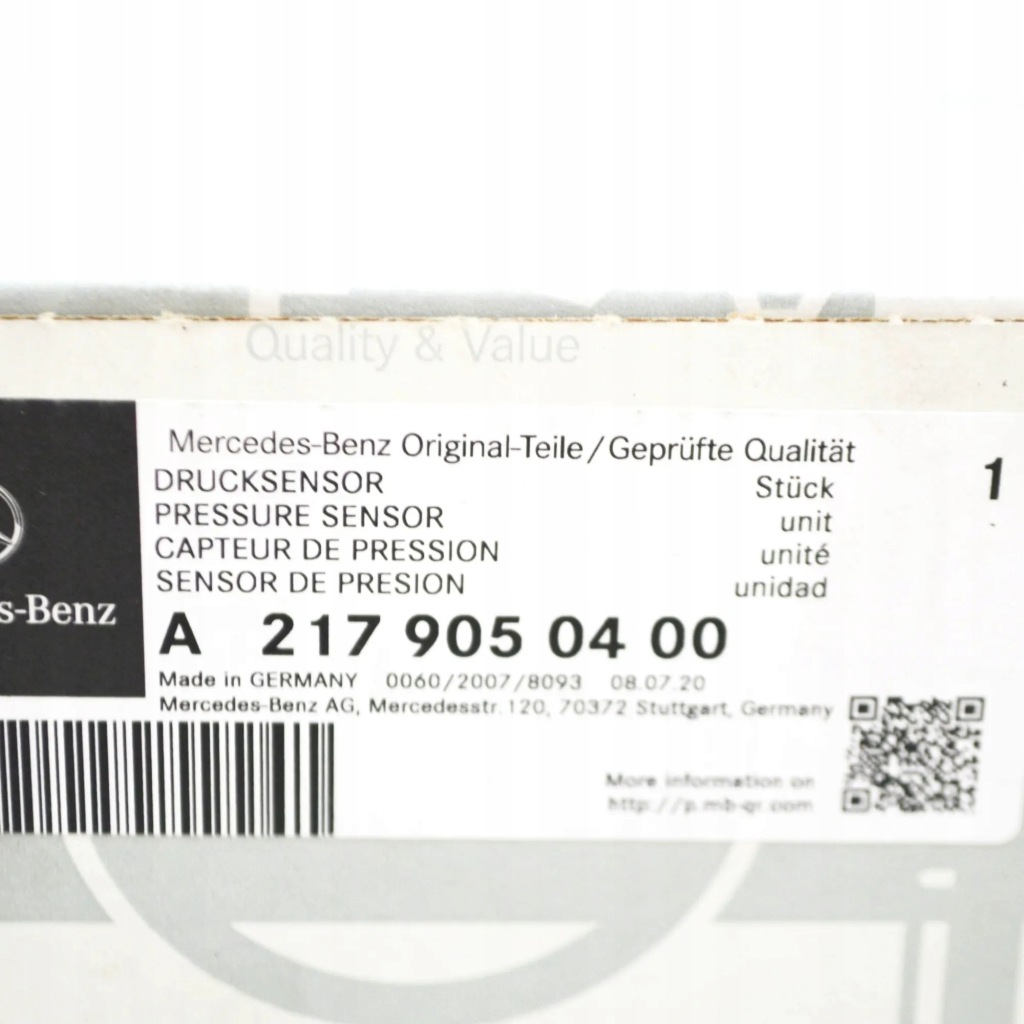 Quality & Value
Mercedes-Benz Original-Teile/Geprüfte Qualität
DRUCKSENSOR Stück 1
PRESSURE SENSOR unit
CAPTEUR DE PRESSION unité
SENSOR DE PRESION unidad
s-Benz
A 217 905 04 00
Made in GERMANY 0060/2007/8093 08.07.20
Mercedes-Benz AG, Mercedesstr. 120, 70372 Stuttgart, Germany
More information on
http://p.mb-qr.com